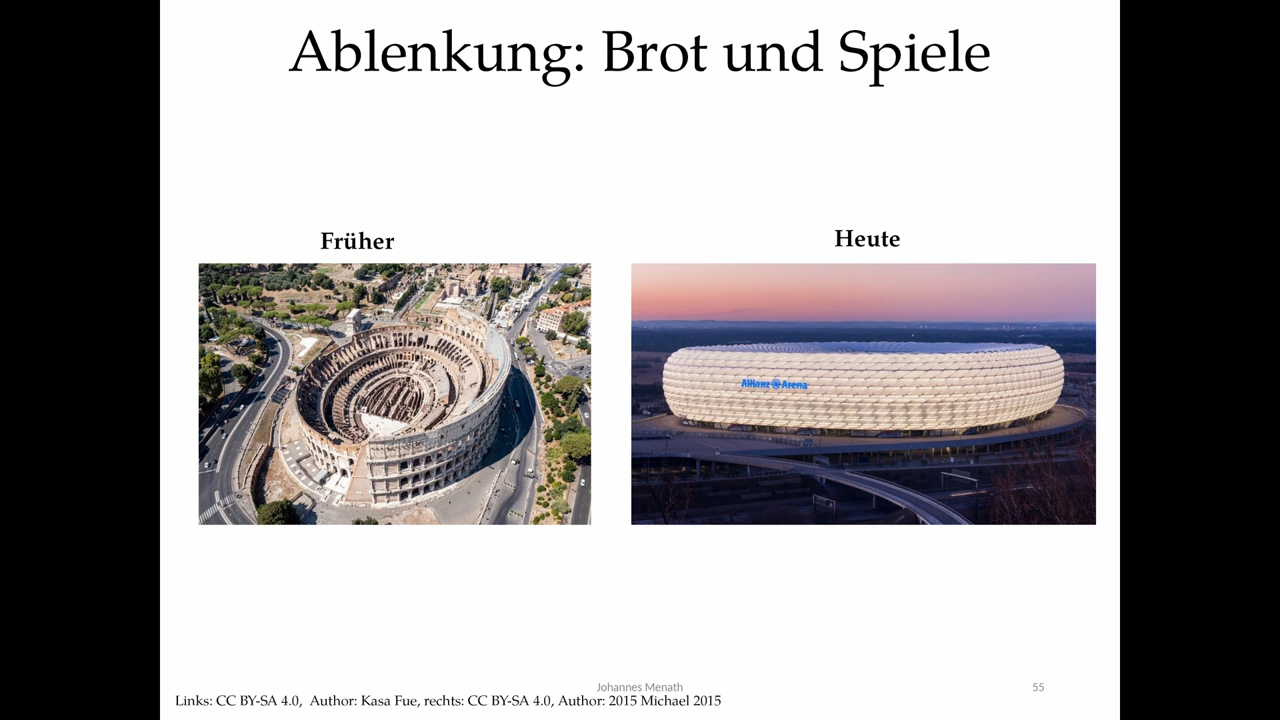 Ablenkung: Brot und Spiele
Früher
Heute
Allianz Arena
Johannes Menath
55
Links: CC BY-SA 4.0, Author: Kasa Fue, rechts: CC BY-SA 4.0, Author: 2015 Michael 2015